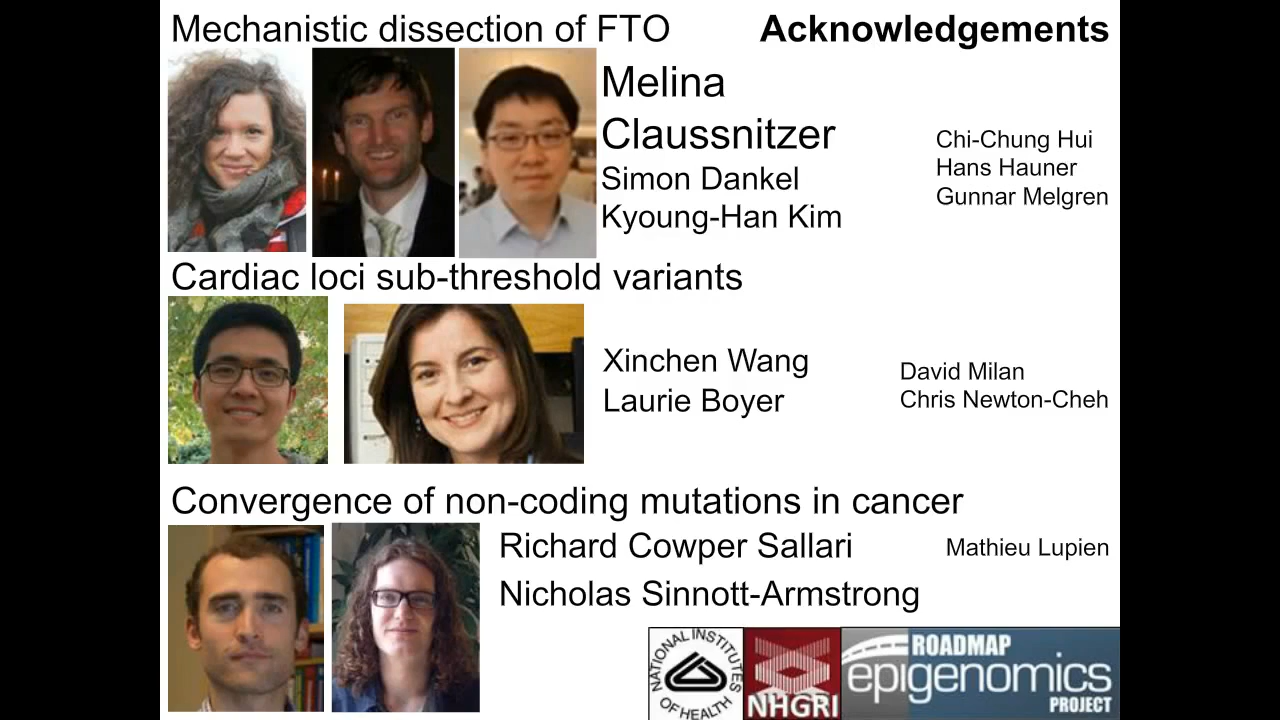 Mechanistic dissection of FTO
Acknowledgements
Melina
Claussnitzer
Simon Dankel
Kyoung-Han Kim
Chi-Chung Hui
Hans Hauner
Gunnar Melgren
Cardiac loci sub-threshold variants
Xinchen Wang
Laurie Boyer
David Milan
Chris Newton-Cheh
Convergence of non-coding mutations in cancer
Richard Cowper Sallari
Nicholas Sinnott-Armstrong
Mathieu Lupien
NATIONAL INSTITUTES
OF HEALTH
NHGRI
ROADMAP
epigenomics
PROJECT